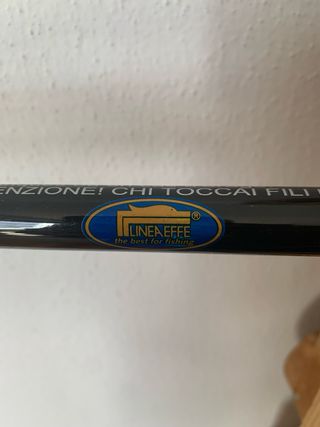 ENZIONE! CHI TOCCAI FILI
LINEAEFFE®
the best for fishing